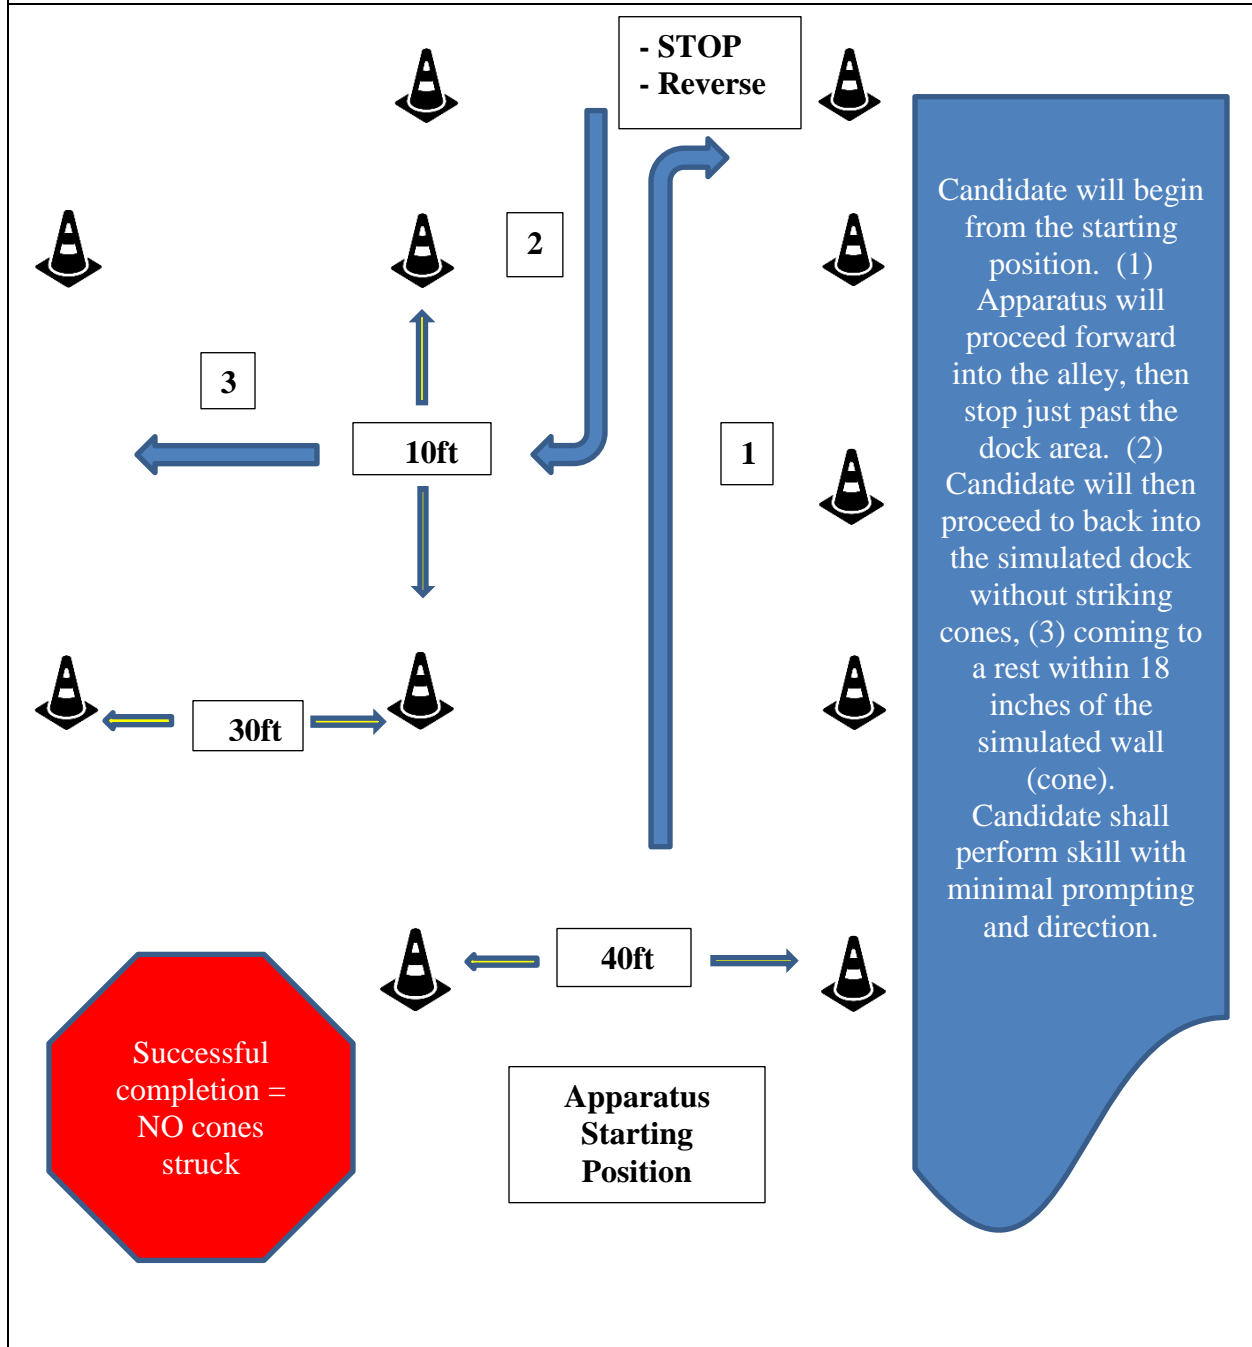 - STOP
- Reverse
2
3
10ft
1
30ft
40ft
Apparatus
Starting
Position
Successful
completion =
NO cones
struck
Candidate will begin
from the starting
position. (1)
Apparatus will
proceed forward
into the alley, then
stop just past the
dock area. (2)
Candidate will then
proceed to back into
the simulated dock
without striking
cones, (3) coming to
a rest within 18
inches of the
simulated wall
(cone).
Candidate shall
perform skill with
minimal prompting
and direction.